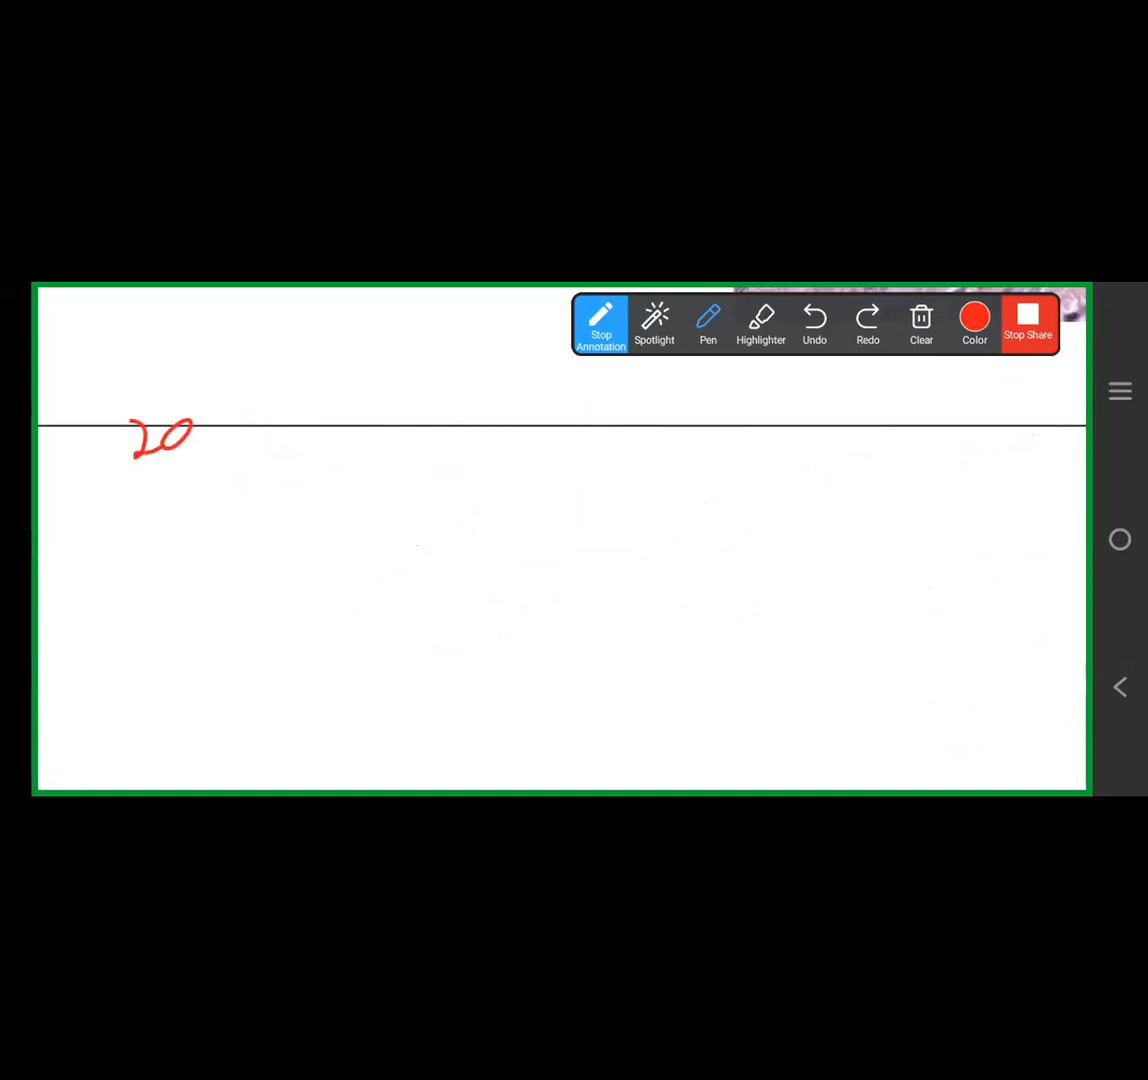 Stop Annotation
Spotlight
Pen
Highlighter
Undo
Redo
Clear
Color
Stop Share
20